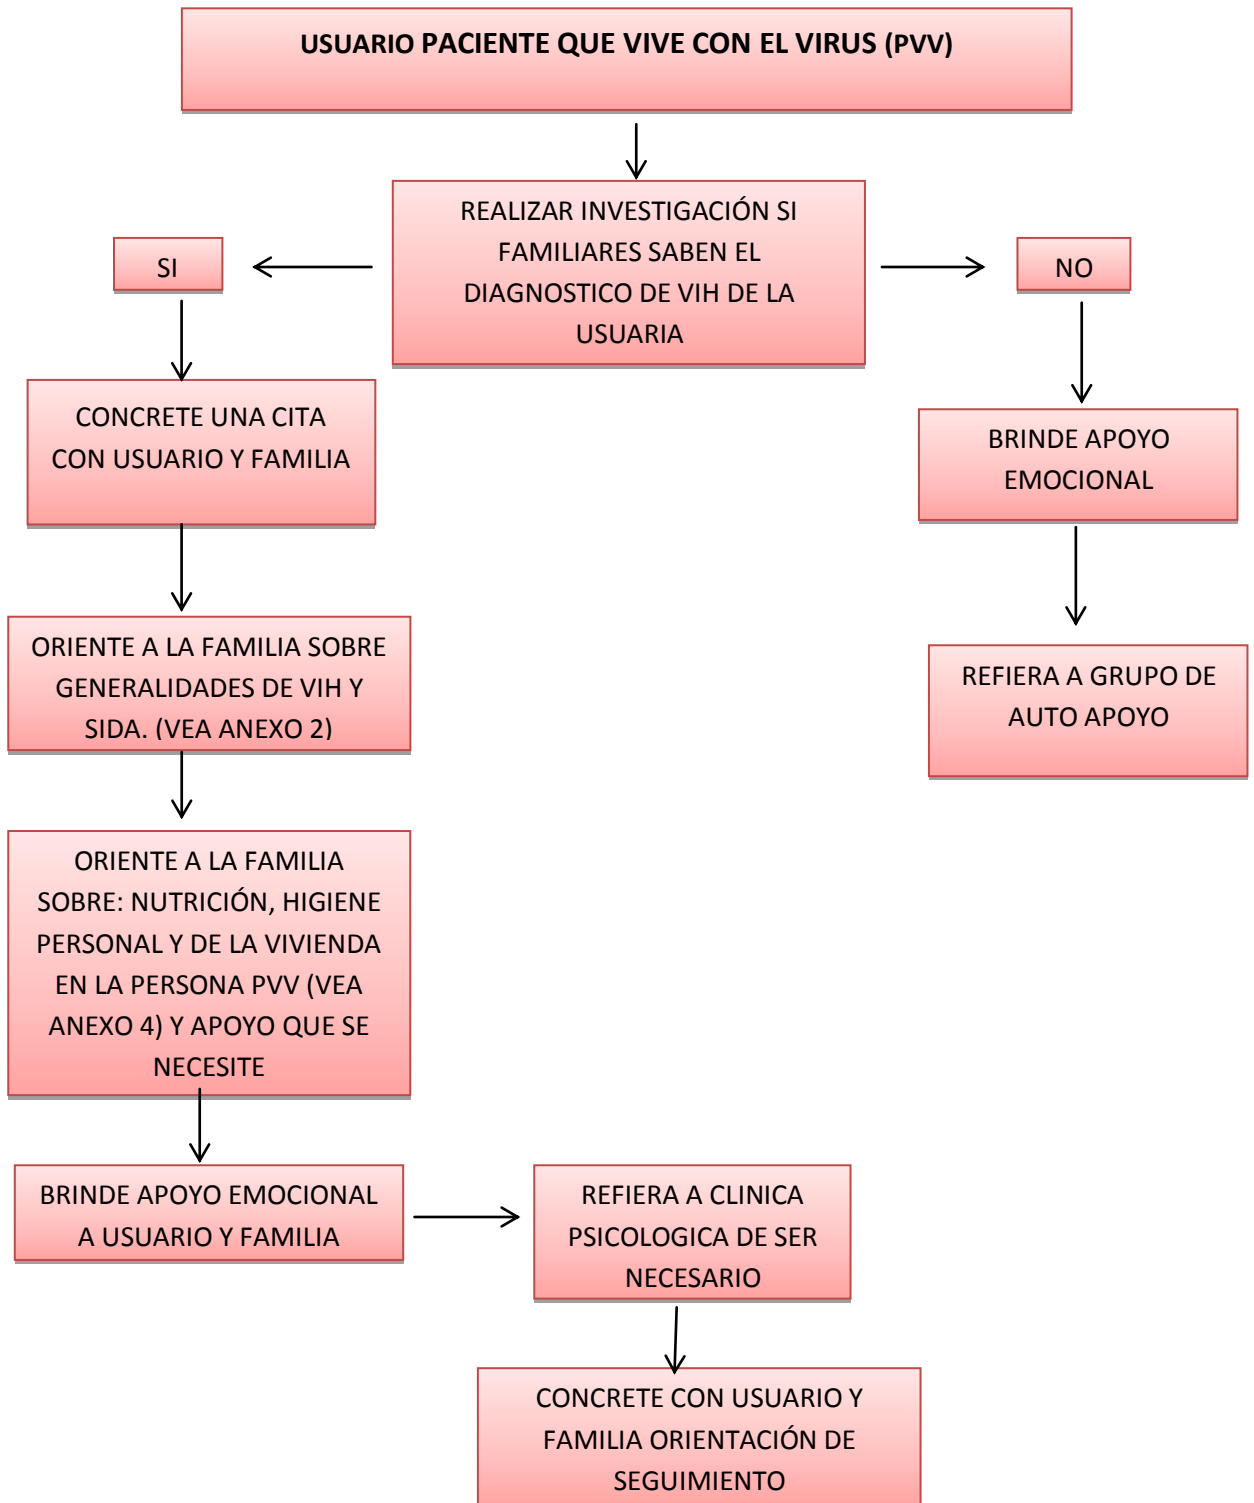 USUARIO PACIENTE QUE VIVE CON EL VIRUS (PVV)
REALIZAR INVESTIGACIÓN SI
FAMILIARES SABEN EL
DIAGNOSTICO DE VIH DE LA
USUARIA
SI
NO
CONCRETE UNA CITA
CON USUARIO Y FAMILIA
BRINDE APOYO
EMOCIONAL
ORIENTE A LA FAMILIA SOBRE
GENERALIDADES DE VIH Y
SIDA. (VEA ANEXO 2)
REFIERA A GRUPO DE
AUTO APOYO
ORIENTE A LA FAMILIA
SOBRE: NUTRICIÓN, HIGIENE
PERSONAL Y DE LA VIVIENDA
EN LA PERSONA PVV (VEA
ANEXO 4) Y APOYO QUE SE
NECESITE
BRINDE APOYO EMOCIONAL
A USUARIO Y FAMILIA
REFIERA A CLINICA
PSICOLOGICA DE SER
NECESARIO
CONCRETE CON USUARIO Y
FAMILIA ORIENTACIÓN DE
SEGUIMIENTO